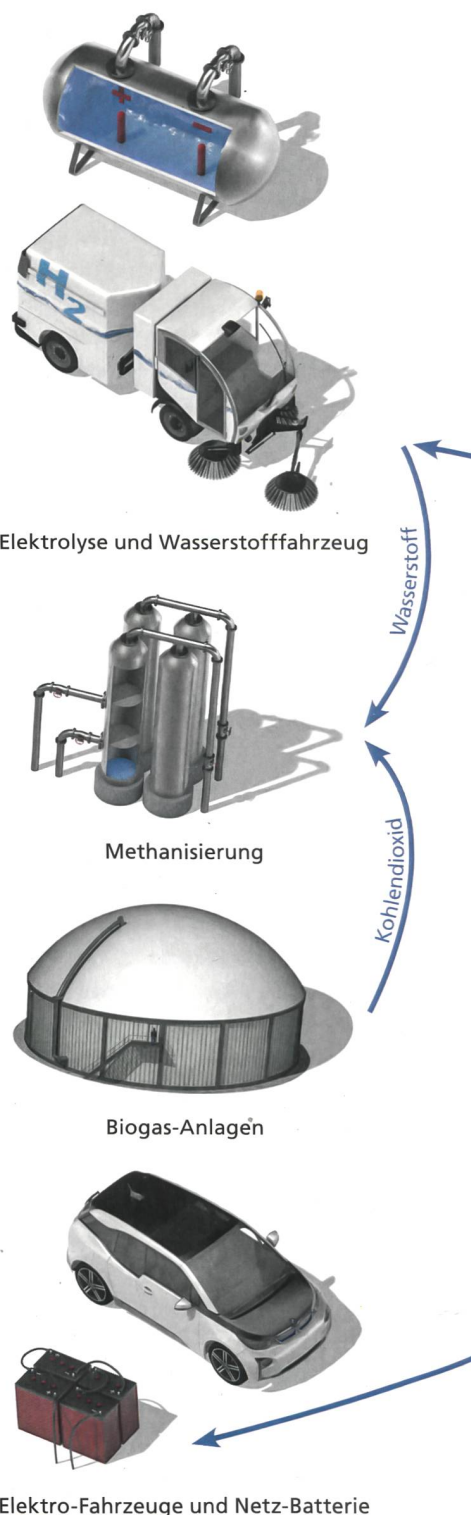 +
−
H2
Elektrolyse und Wasserstofffahrzeug
Wasserstoff
Methanisierung
Kohlendioxid
Biogas-Anlagen
Elektro-Fahrzeuge und Netz-Batterie